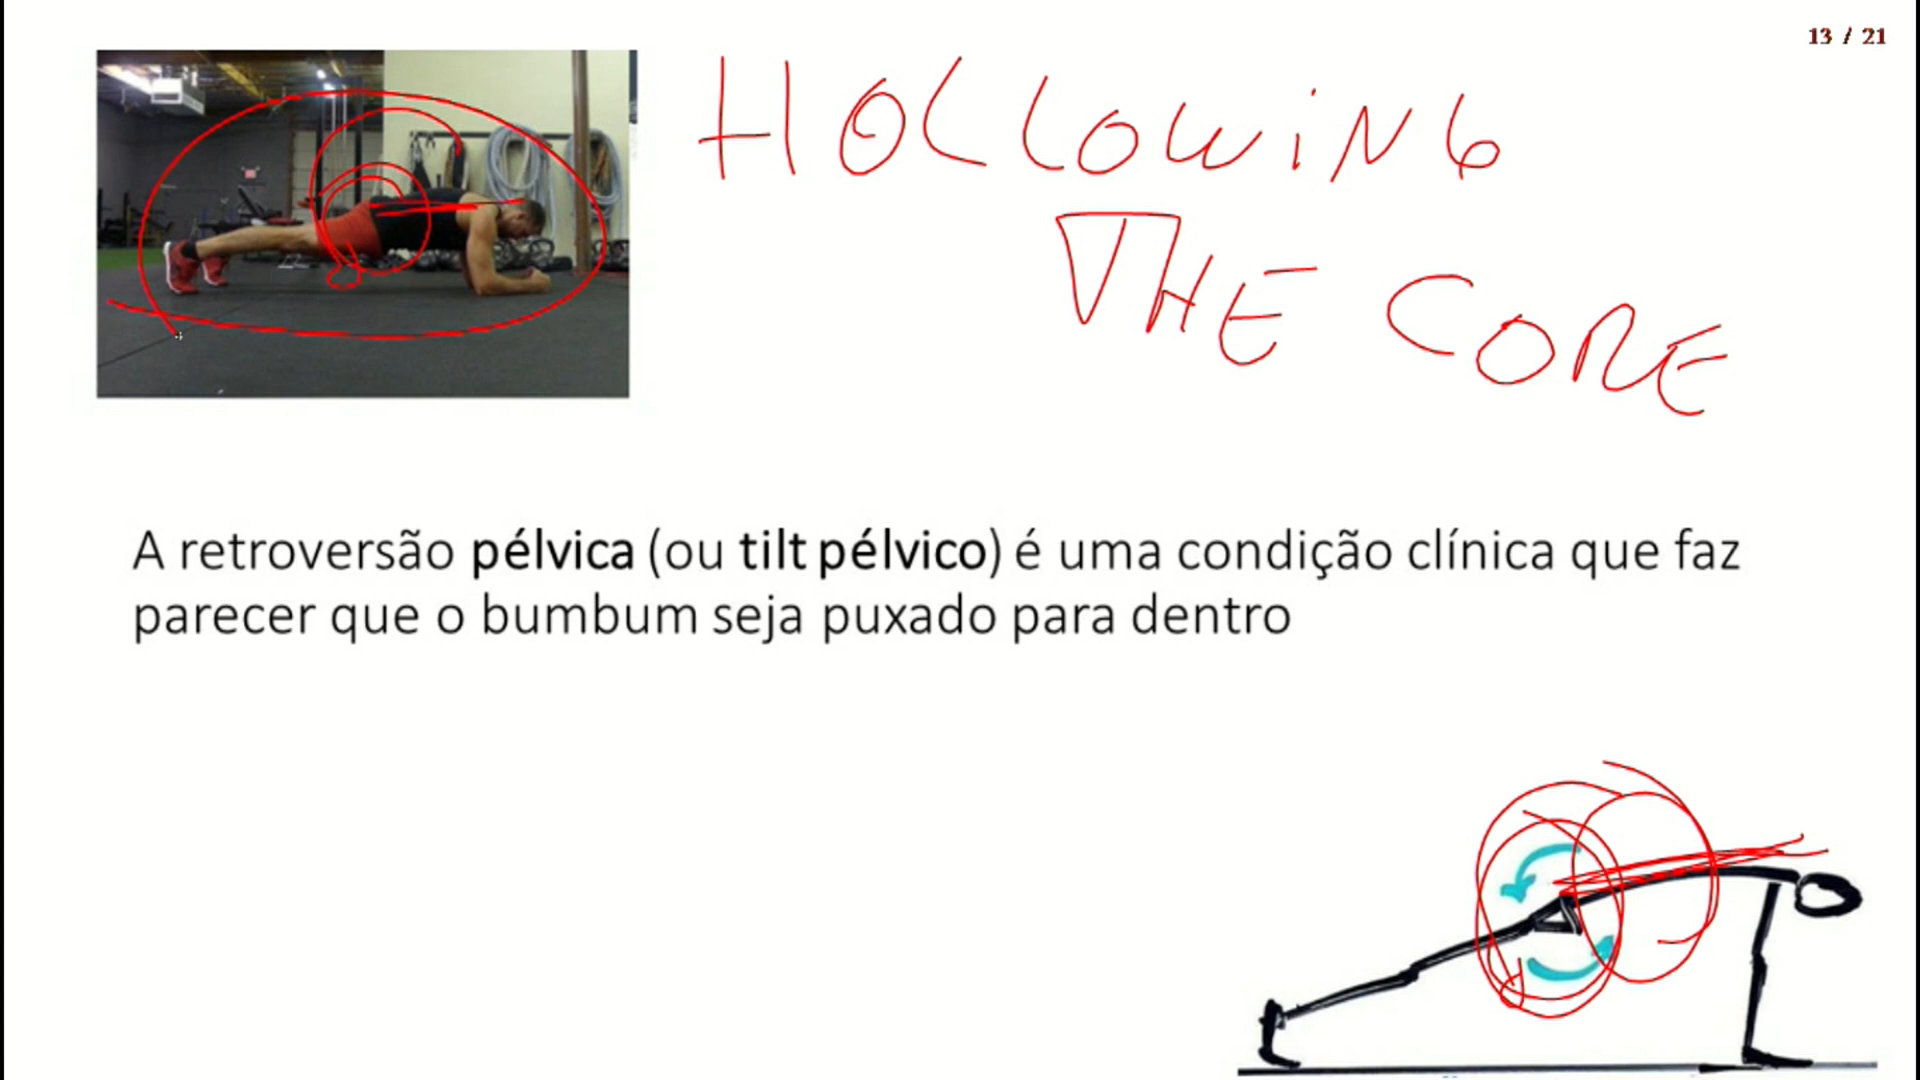 13 / 21
HOLLOWING
THE CORE
A retroversão pélvica (ou tilt pélvico) é uma condição clínica que faz
parecer que o bumbum seja puxado para dentro